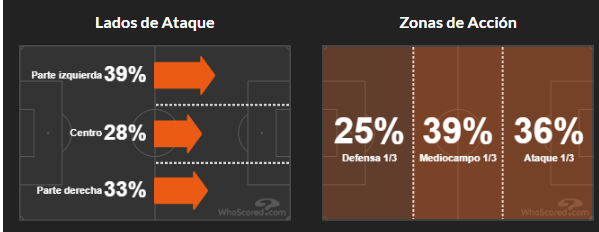 Lados de Ataque
Parte izquierda 39%
Centro 28%
Parte derecha 33%
WhoScored.com
Zonas de Acción
25% 39% 36%
Defensa 1/3 Mediocampo 1/3 Ataque 1/3
WhoScored.com